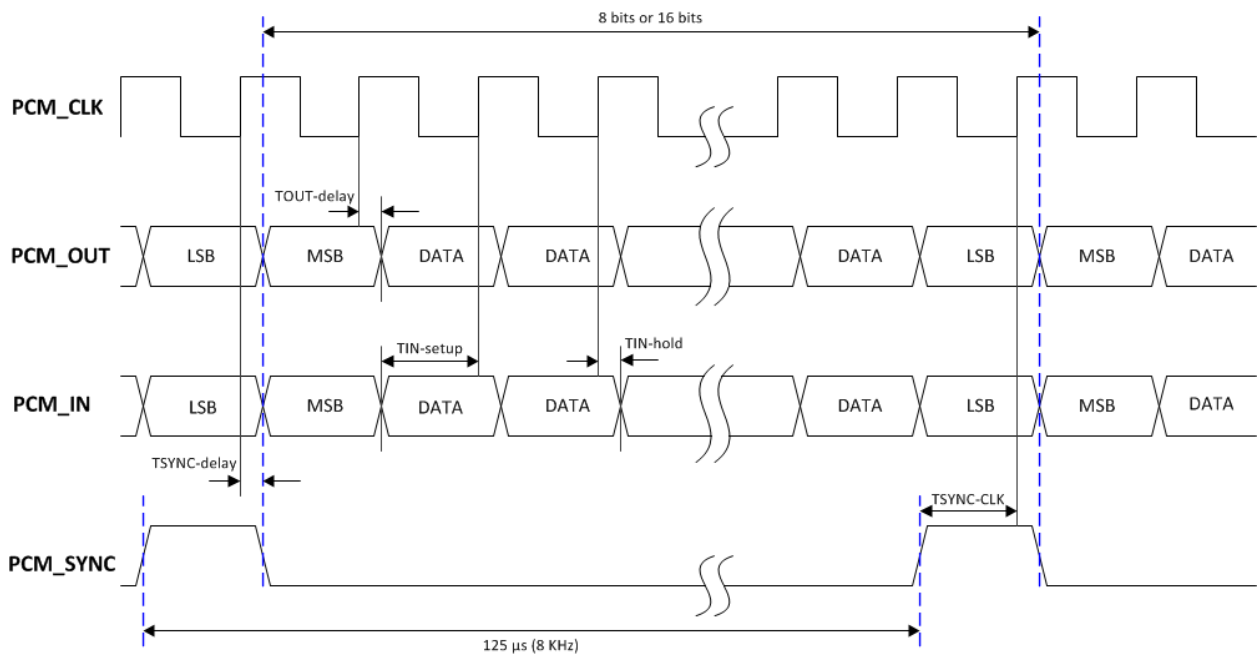 8 bits or 16 bits
PCM_CLK
TOUT-delay
PCM_OUT
LSB MSB DATA DATA DATA LSB MSB DATA
TIN-setup TIN-hold
PCM_IN
LSB MSB DATA DATA DATA LSB MSB DATA
TSYNC-delay
TSYNC-CLK
PCM_SYNC
125 µs (8 KHz)